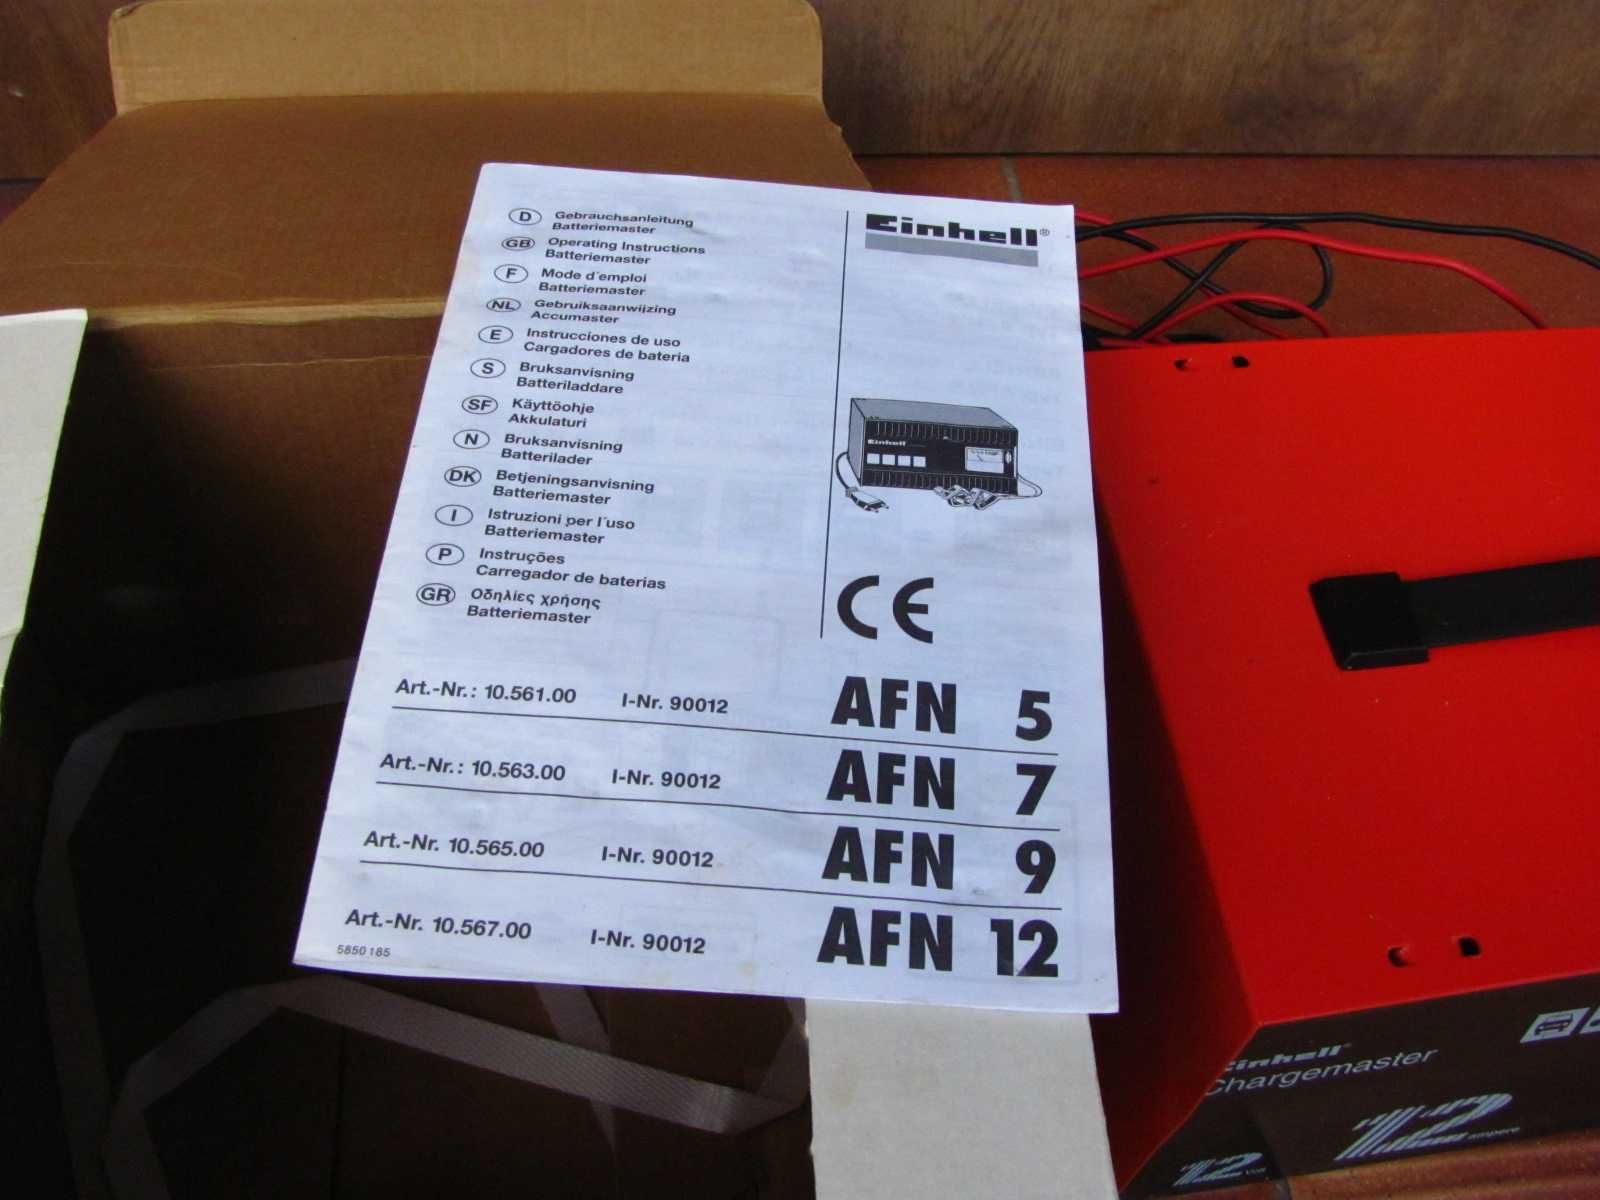 D Gebrauchsanleitung
Batteriemaster
GB Operating Instructions
Batteriemaster
F Mode d´emploi
Batteriemaster
NL Gebruiksaanwijzing
Accumaster
E Instrucciones de uso
Cargadores de bateria
S Bruksanvisning
Batteriladdare
SF Käyttöohje
Akkulaturi
N Bruksanvisning
Batterilader
DK Betjeningsanvisning
Batteriemaster
I Istruzioni per l´uso
Batteriemaster
P Instruções
Carregador de baterias
GR Οδηλίες χρήσης
Batteriemaster
Einhell®
Einhell
CE
Art.-Nr.: 10.561.00 I-Nr. 90012 AFN 5
Art.-Nr.: 10.563.00 I-Nr. 90012 AFN 7
Art.-Nr. 10.565.00 I-Nr. 90012 AFN 9
Art.-Nr. 10.567.00 I-Nr. 90012 AFN 12
5850185
Einhell
Chargemaster
12 Volt 12 ampere